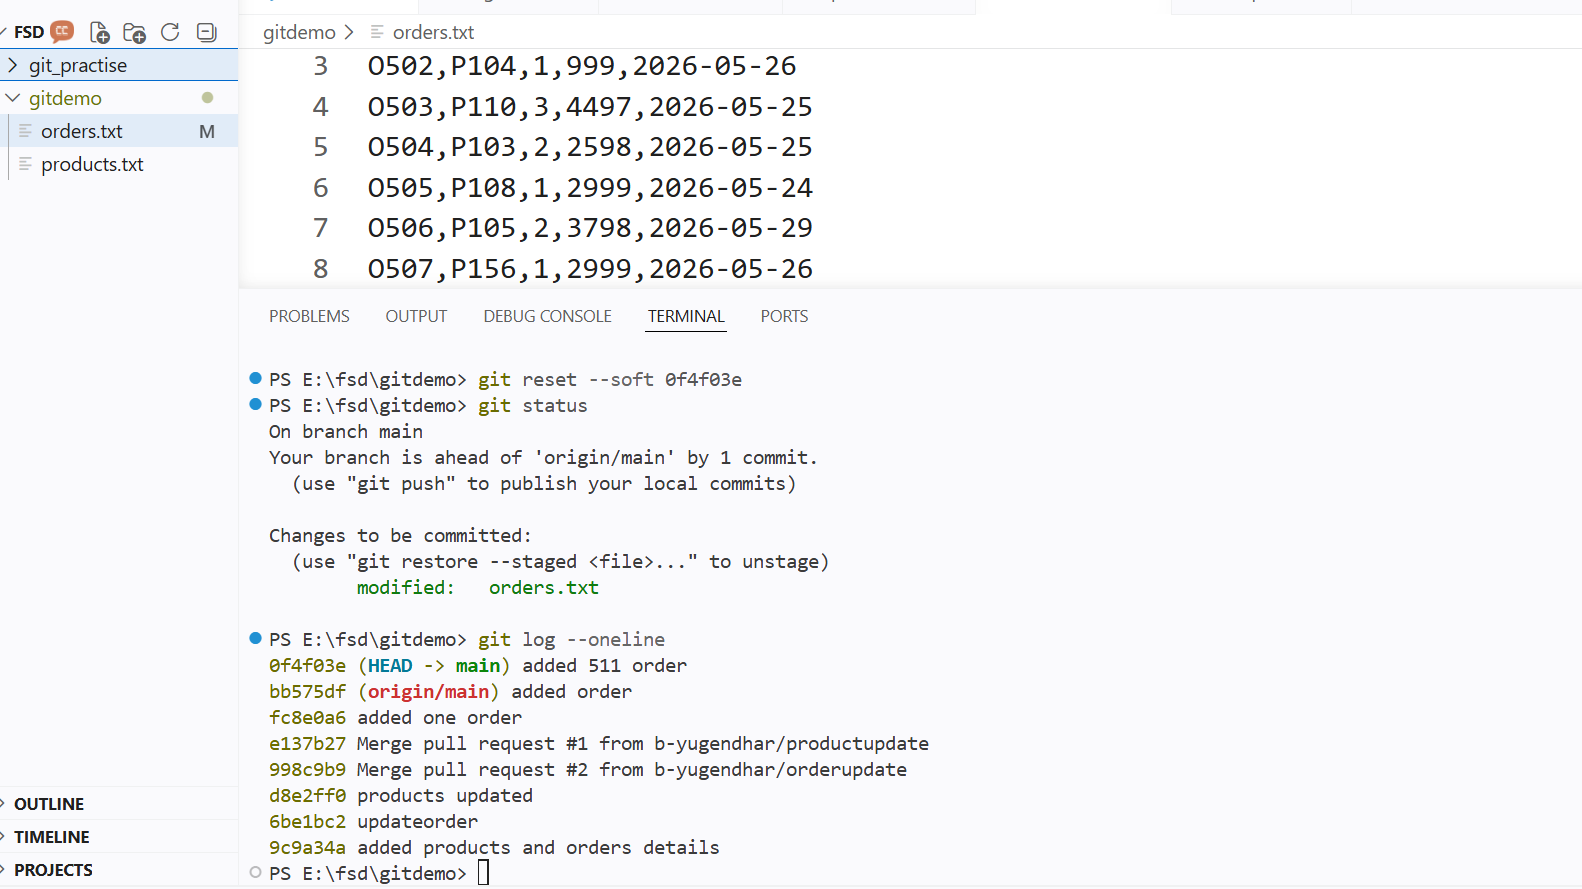 FSD CC
git_practise
gitdemo
orders.txt M
products.txt
OUTLINE
TIMELINE
PROJECTS
gitdemo > orders.txt
3 O502,P104,1,999,2026-05-26
4 O503,P110,3,4497,2026-05-25
5 O504,P103,2,2598,2026-05-25
6 O505,P108,1,2999,2026-05-24
7 O506,P105,2,3798,2026-05-29
8 O507,P156,1,2999,2026-05-26
PROBLEMS OUTPUT DEBUG CONSOLE TERMINAL PORTS
PS E:\fsd\gitdemo> git reset --soft 0f4f03e
PS E:\fsd\gitdemo> git status
On branch main
Your branch is ahead of 'origin/main' by 1 commit.
(use "git push" to publish your local commits)
Changes to be committed:
(use "git restore --staged <file>..." to unstage)
modified: orders.txt
PS E:\fsd\gitdemo> git log --oneline
0f4f03e (HEAD -> main) added 511 order
bb575df (origin/main) added order
fc8e0a6 added one order
e137b27 Merge pull request #1 from b-yugendhar/productupdate
998c9b9 Merge pull request #2 from b-yugendhar/orderupdate
d8e2ff0 products updated
6be1bc2 updateorder
9c9a34a added products and orders details
PS E:\fsd\gitdemo>